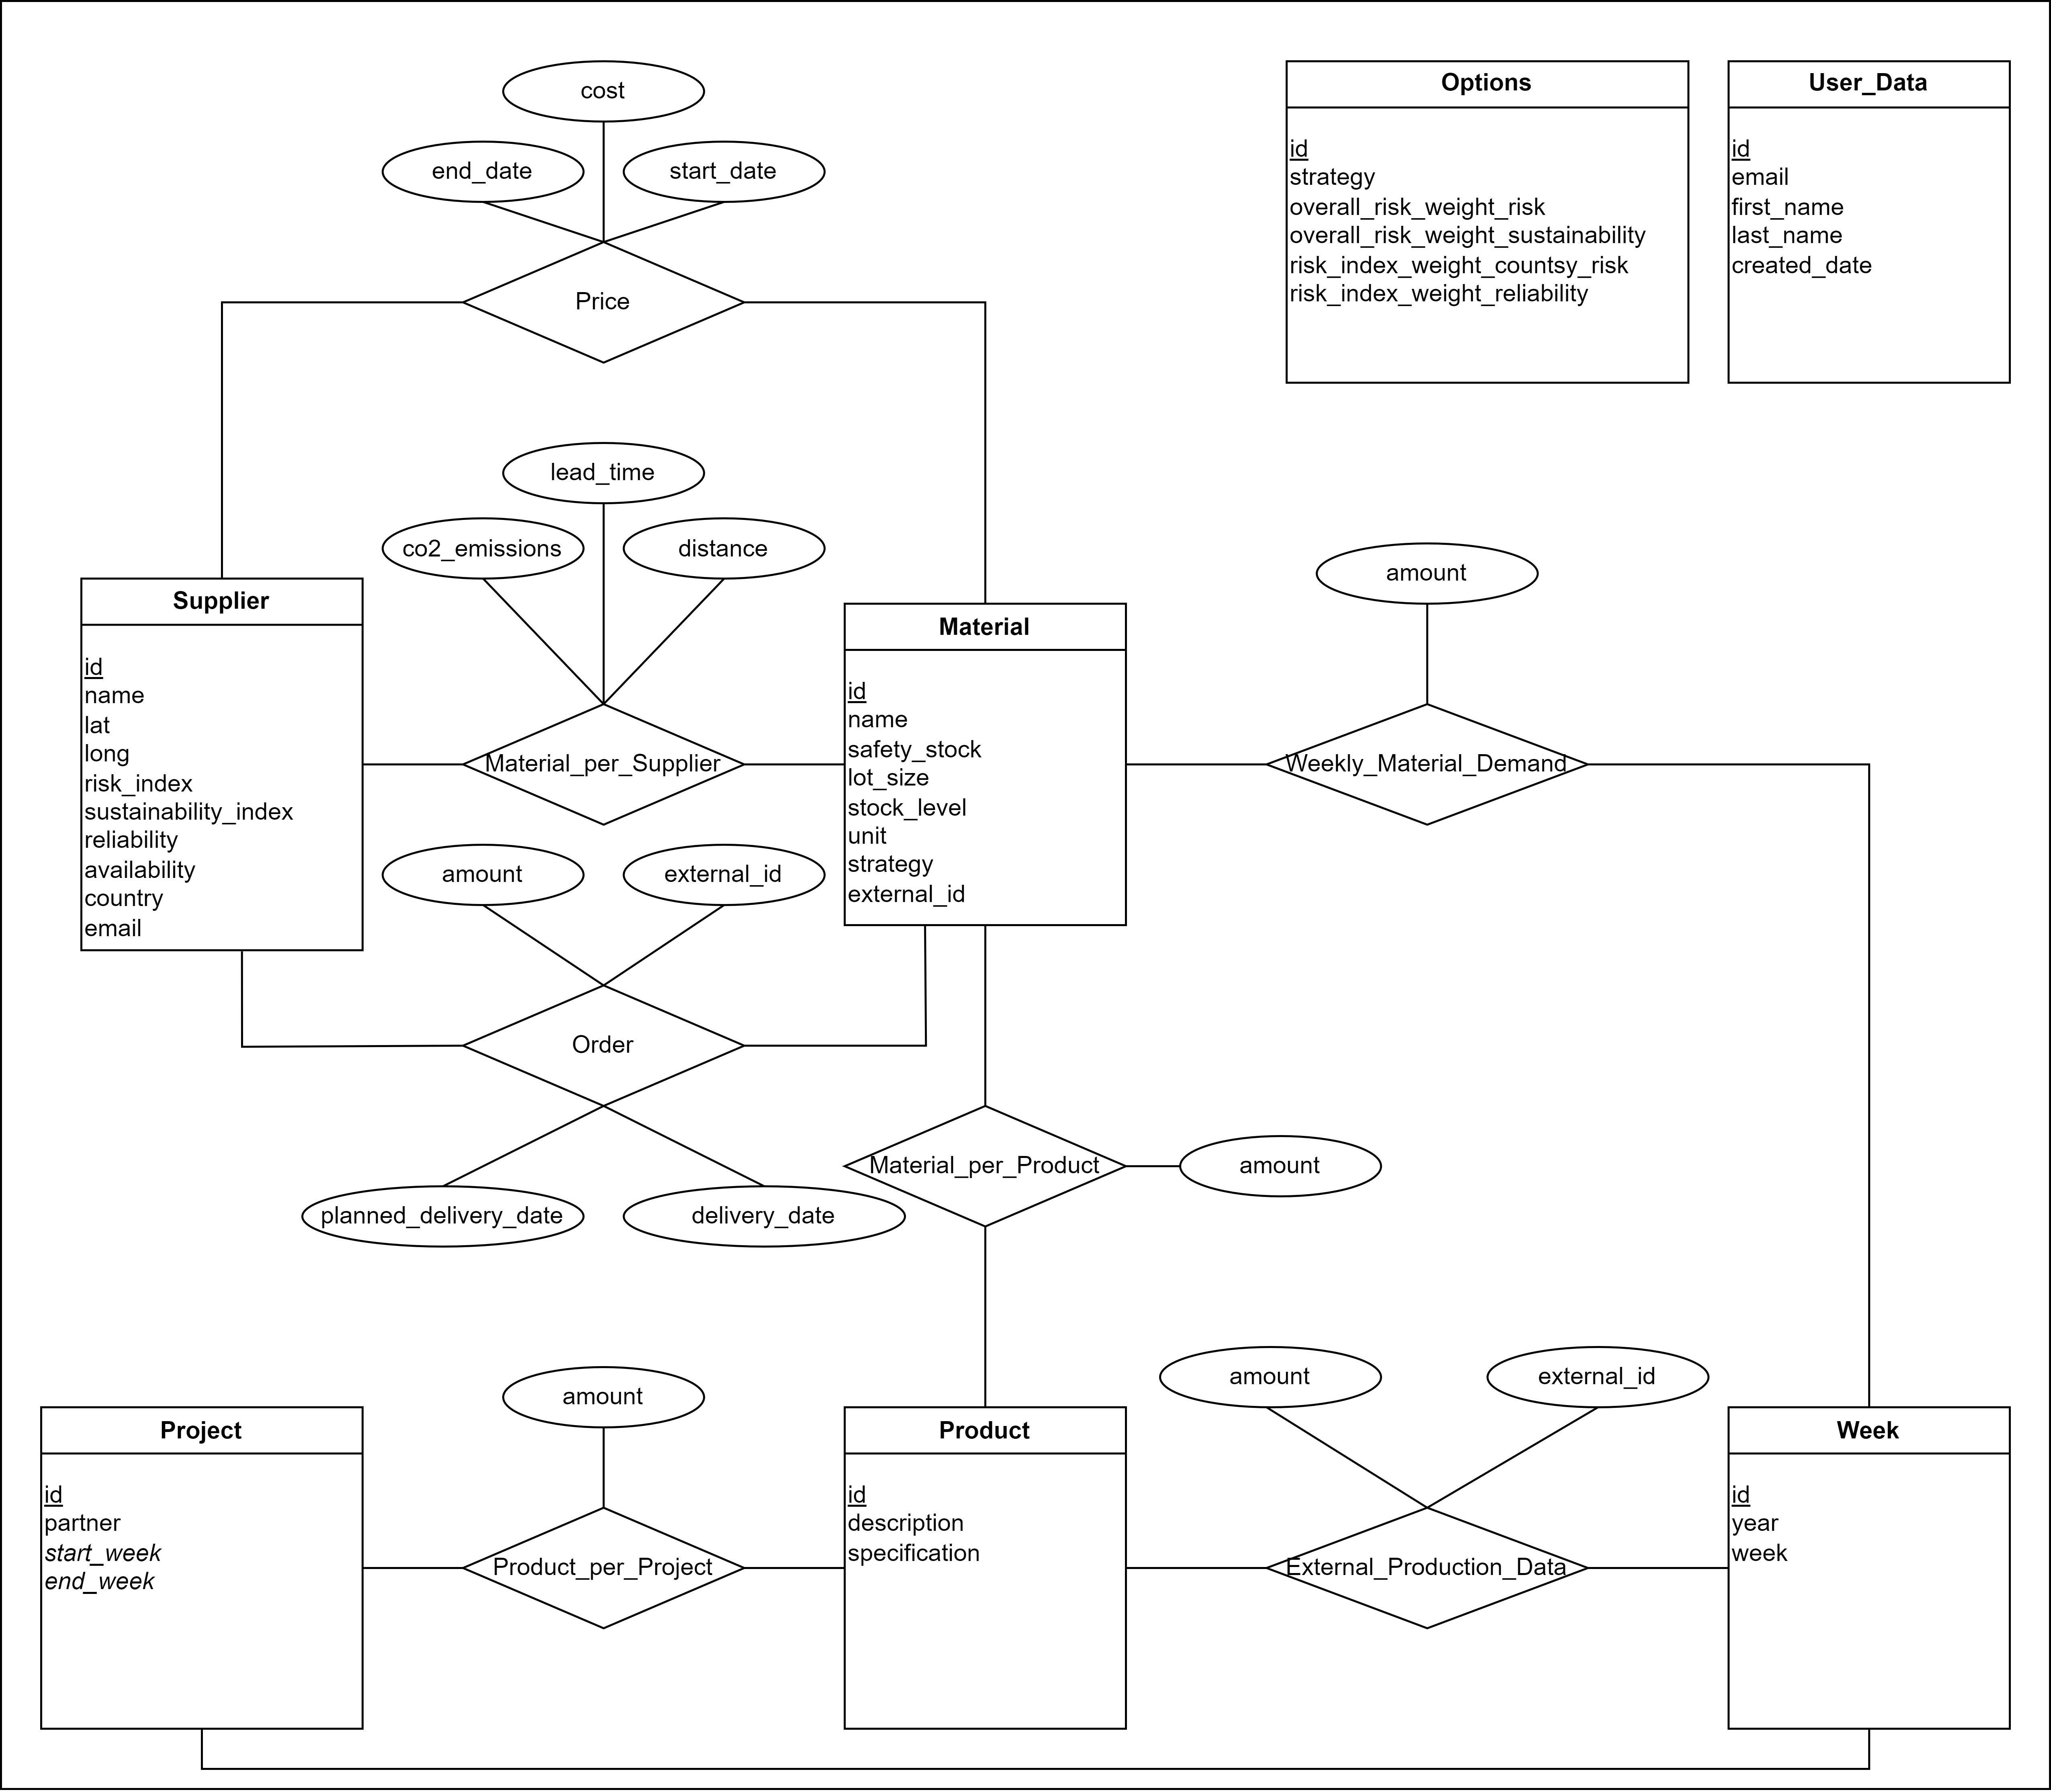 cost
end_date
start_date
Price
Options
id
strategy
overall_risk_weight_risk
overall_risk_weight_sustainability
risk_index_weight_countsy_risk
risk_index_weight_reliability
User_Data
id
email
first_name
last_name
created_date
lead_time
co2_emissions
distance
Supplier
id
name
lat
long
risk_index
sustainability_index
reliability
availability
country
email
Material_per_Supplier
Material
id
name
safety_stock
lot_size
stock_level
unit
strategy
external_id
amount
Weekly_Material_Demand
amount
external_id
Order
planned_delivery_date
delivery_date
Material_per_Product
amount
Project
id
partner
start_week
end_week
amount
Product_per_Project
Product
id
description
specification
amount
external_id
External_Production_Data
Week
id
year
week